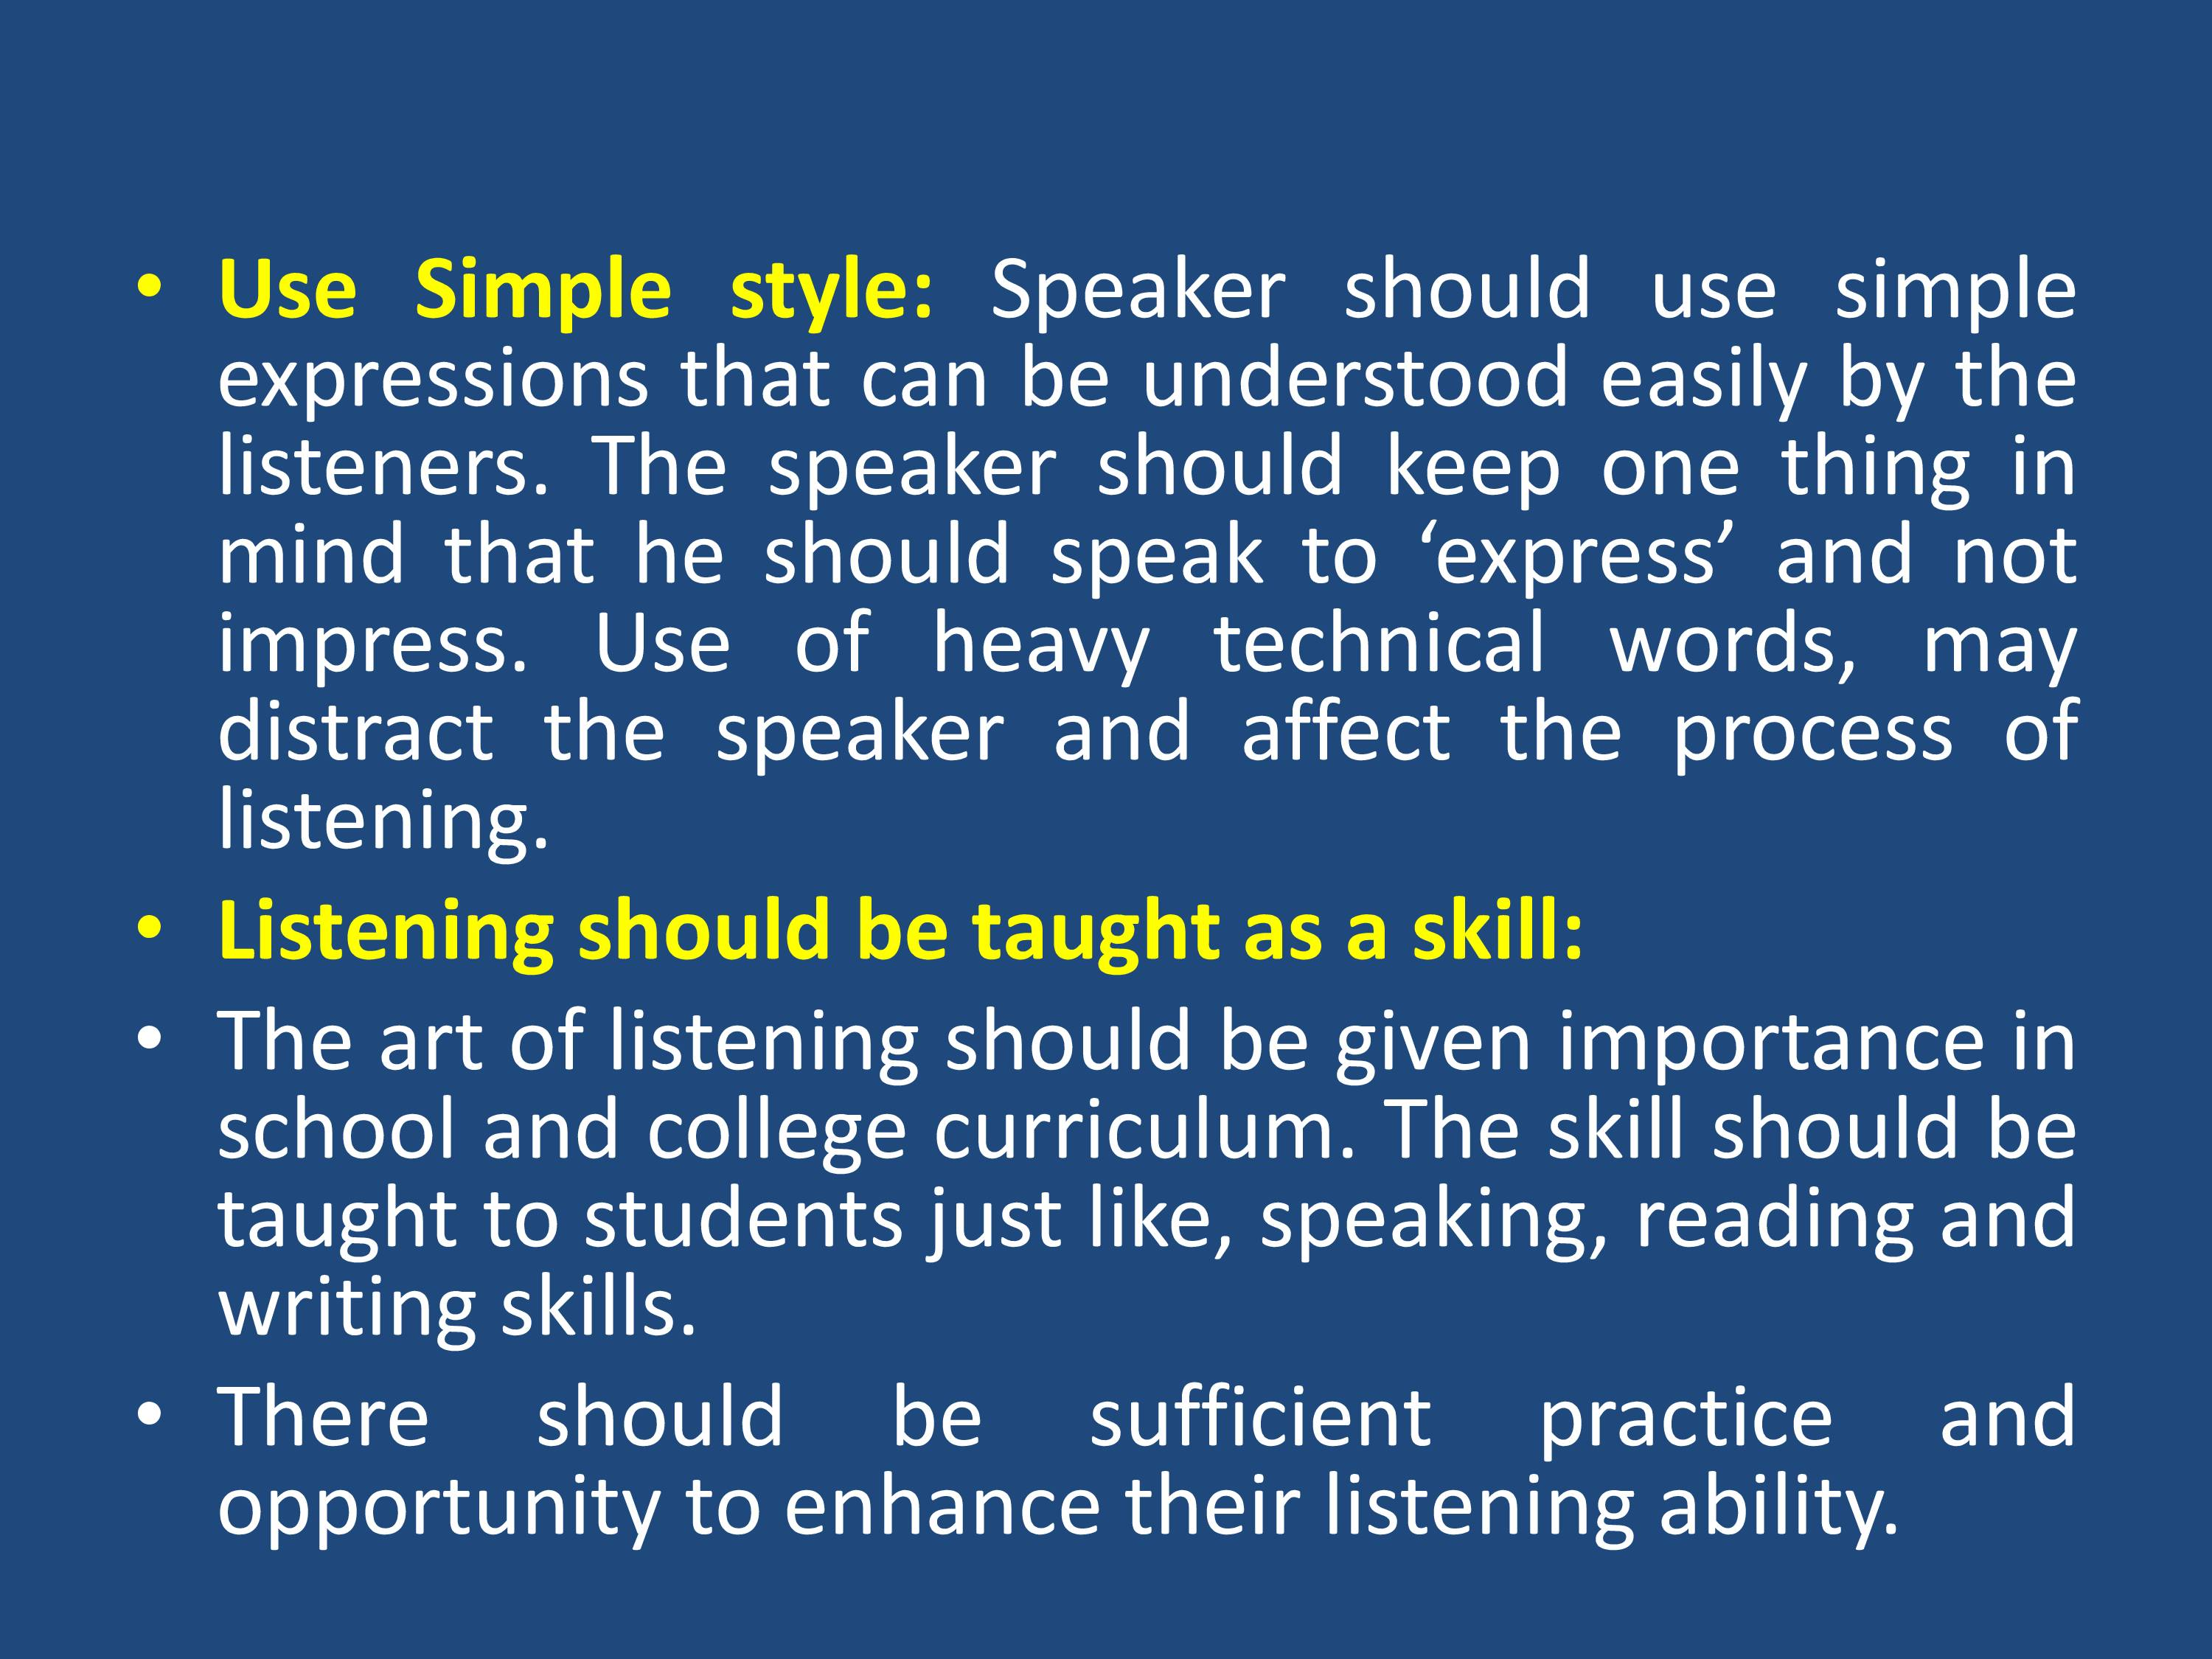 • Use Simple style: Speaker should use simple
expressions that can be understood easily by the
listeners. The speaker should keep one thing in
mind that he should speak to ‘express’ and not
impress. Use of heavy technical words, may
distract the speaker and affect the process of
listening.
• Listening should be taught as a skill:
• The art of listening should be given importance in
school and college curriculum. The skill should be
taught to students just like, speaking, reading and
writing skills.
• There should be sufficient practice and
opportunity to enhance their listening ability.